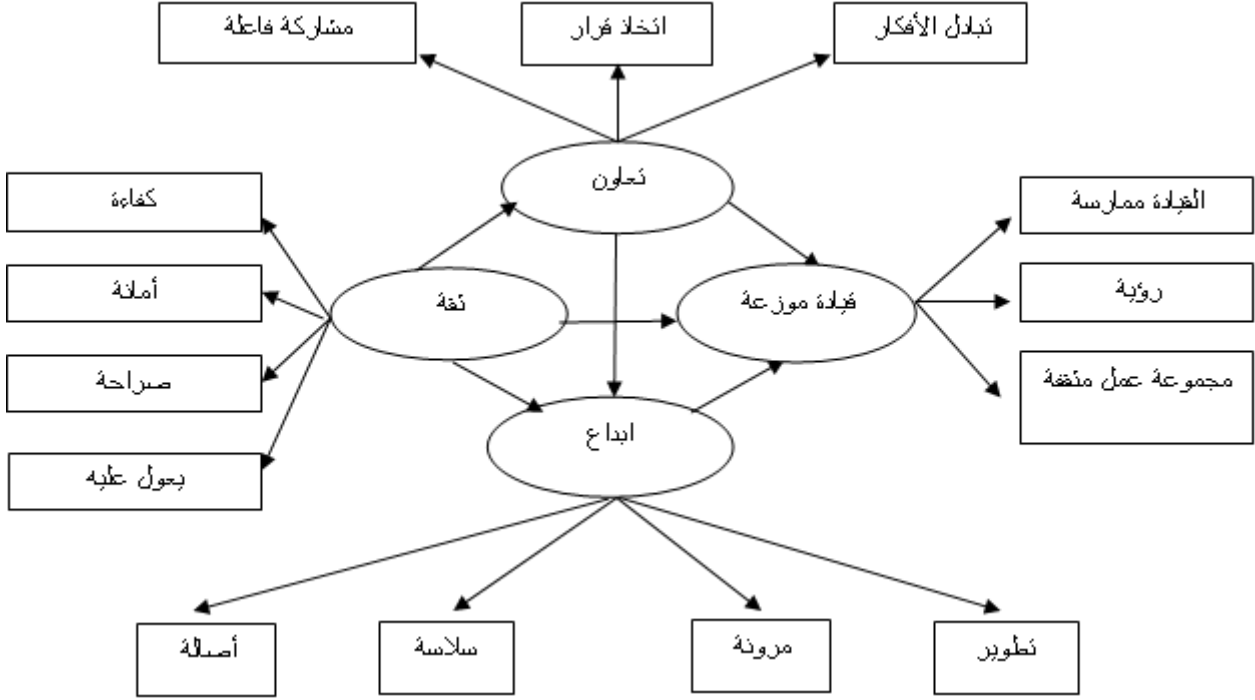 تبادل الأفكار
اتخاذ قرار
مشاركة فاعلة
تعاون
القيادة ممارسة
كفاءة
رؤية
أمانة
قيادة موزعة
ثقة
مجموعة عمل متفقة
صراحة
ابداع
يعول عليه
تطوير
مرونة
سلاسة
أصالة